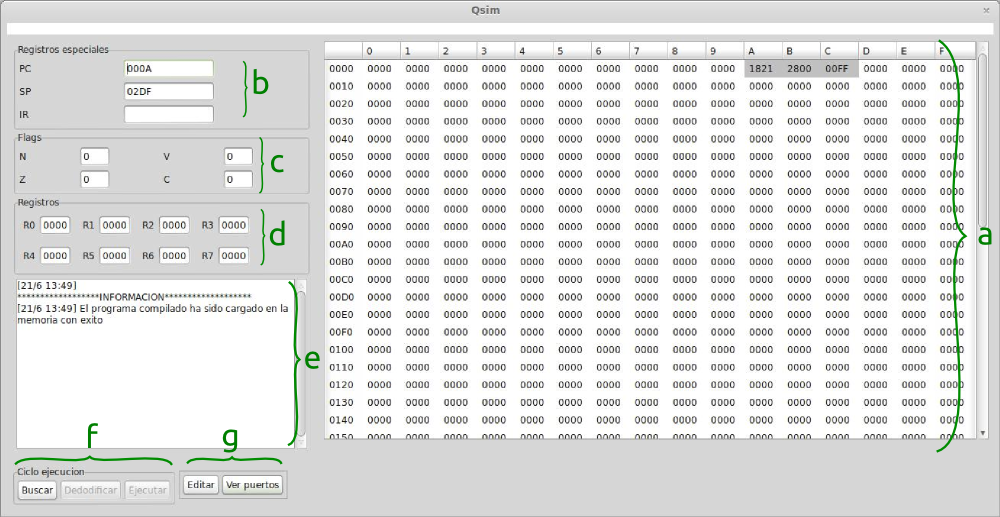 Qsim
Registros especiales
PC 000A
SP 02DF
IR
b
Flags
N 0 V 0
Z 0 C 0
c
Registros
R0 0000 R1 0000 R2 0000 R3 0000
R4 0000 R5 0000 R6 0000 R7 0000
d
[21/6 13:49]
******************INFORMACION*******************
[21/6 13:49] El programa compilado ha sido cargado en la
memoria con exito
e
f
g
Ciclo ejecucion
Buscar Dedodificar Ejecutar
Editar Ver puertos
0 1 2 3 4 5 6 7 8 9 A B C D E F
0000 0000 0000 0000 0000 0000 0000 0000 0000 0000 0000 1821 2800 00FF 0000 0000 0000
0010 0000 0000 0000 0000 0000 0000 0000 0000 0000 0000 0000 0000 0000 0000 0000 0000
0020 0000 0000 0000 0000 0000 0000 0000 0000 0000 0000 0000 0000 0000 0000 0000 0000
0030 0000 0000 0000 0000 0000 0000 0000 0000 0000 0000 0000 0000 0000 0000 0000 0000
0040 0000 0000 0000 0000 0000 0000 0000 0000 0000 0000 0000 0000 0000 0000 0000 0000
0050 0000 0000 0000 0000 0000 0000 0000 0000 0000 0000 0000 0000 0000 0000 0000 0000
0060 0000 0000 0000 0000 0000 0000 0000 0000 0000 0000 0000 0000 0000 0000 0000 0000
0070 0000 0000 0000 0000 0000 0000 0000 0000 0000 0000 0000 0000 0000 0000 0000 0000
0080 0000 0000 0000 0000 0000 0000 0000 0000 0000 0000 0000 0000 0000 0000 0000 0000
0090 0000 0000 0000 0000 0000 0000 0000 0000 0000 0000 0000 0000 0000 0000 0000 0000
00A0 0000 0000 0000 0000 0000 0000 0000 0000 0000 0000 0000 0000 0000 0000 0000 0000
00B0 0000 0000 0000 0000 0000 0000 0000 0000 0000 0000 0000 0000 0000 0000 0000 0000
00C0 0000 0000 0000 0000 0000 0000 0000 0000 0000 0000 0000 0000 0000 0000 0000 0000
00D0 0000 0000 0000 0000 0000 0000 0000 0000 0000 0000 0000 0000 0000 0000 0000 0000
00E0 0000 0000 0000 0000 0000 0000 0000 0000 0000 0000 0000 0000 0000 0000 0000 0000
00F0 0000 0000 0000 0000 0000 0000 0000 0000 0000 0000 0000 0000 0000 0000 0000 0000
0100 0000 0000 0000 0000 0000 0000 0000 0000 0000 0000 0000 0000 0000 0000 0000 0000
0110 0000 0000 0000 0000 0000 0000 0000 0000 0000 0000 0000 0000 0000 0000 0000 0000
0120 0000 0000 0000 0000 0000 0000 0000 0000 0000 0000 0000 0000 0000 0000 0000 0000
0130 0000 0000 0000 0000 0000 0000 0000 0000 0000 0000 0000 0000 0000 0000 0000 0000
0140 0000 0000 0000 0000 0000 0000 0000 0000 0000 0000 0000 0000 0000 0000 0000 0000
0150 0000 0000 0000 0000 0000 0000 0000 0000 0000 0000 0000 0000 0000 0000 0000 0000
a